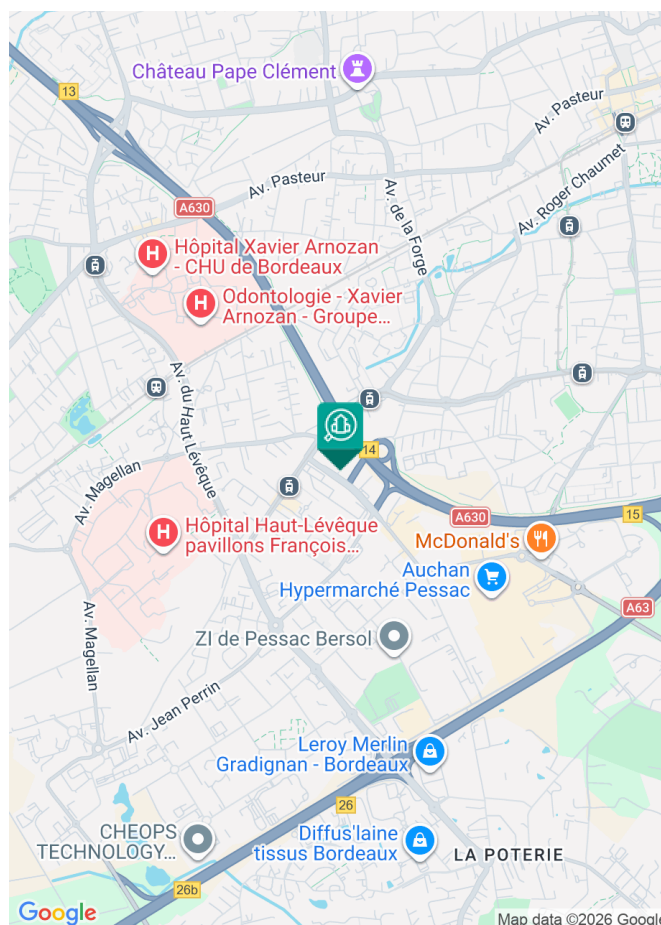 Château Pape Clément
13
Av. Pasteur
Av. Pasteur
Av. Roger Chaumet
A630
Av. de la Forge
Hôpital Xavier Arnozan
- CHU de Bordeaux
Odontologie - Xavier
Arnozan - Groupe...
Av. du Haut Lévêque
14
Av. Magellan
A630
15
Hôpital Haut-Lévêque
pavillons François...
McDonald's
Auchan
Hypermarché Pessac
A63
Av. Magellan
ZI de Pessac Bersol
Av. Jean Perrin
Leroy Merlin
Gradignan - Bordeaux
26
CHEOPS
TECHNOLOGY...
Diffus'laine
tissus Bordeaux
LA POTERIE
26b
Google
Map data ©2026 Google